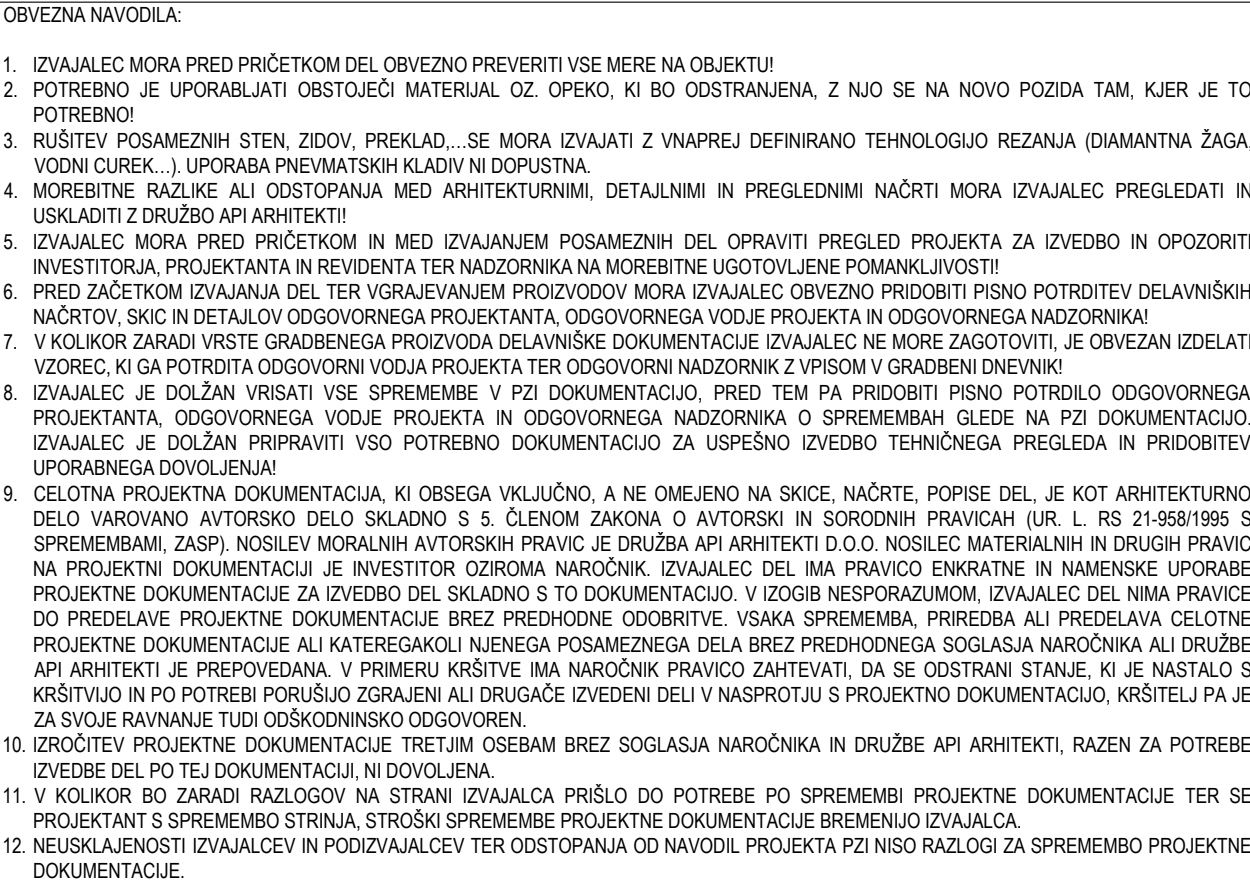 OBVEZNA NAVODILA:
1. IZVAJALEC MORA PRED PRIČETKOM DEL OBVEZNO PREVERITI VSE MERE NA OBJEKTU!
2. POTREBNO JE UPORABLJATI OBSTOJEČI MATERIJAL OZ. OPEKO, KI BO ODSTRANJENA, Z NJO SE NA NOVO POZIDA TAM, KJER JE TO
POTREBNO!
3. RUŠITEV POSAMEZNIH STEN, ZIDOV, PREKLAD,...SE MORA IZVAJATI Z VNAPREJ DEFINIRANO TEHNOLOGIJO REZANJA (DIAMANTNA ŽAGA,
VODNI CUREK...). UPORABA PNEVMATSKIH KLADIV NI DOPUSTNA.
4. MOREBITNE RAZLIKE ALI ODSTOPANJA MED ARHITEKTURNIMI, DETAJLNIMI IN PREGLEDNIMI NAČRTI MORA IZVAJALEC PREGLEDATI IN
USKLADITI Z DRUŽBO API ARHITEKTI!
5. IZVAJALEC MORA PRED PRIČETKOM IN MED IZVAJANJEM POSAMEZNIH DEL OPRAVITI PREGLED PROJEKTA ZA IZVEDBO IN OPOZORITI
INVESTITORJA, PROJEKTANTA IN REVIDENTA TER NADZORNIKA NA MOREBITNE UGOTOVLJENE POMANKLJIVOSTI!
6. PRED ZAČETKOM IZVAJANJA DEL TER VGRAJEVANJEM PROIZVODOV MORA IZVAJALEC OBVEZNO PRIDOBITI PISNO POTRDITEV DELAVNIŠKIH
NAČRTOV, SKIC IN DETAJLOV ODGOVORNEGA PROJEKTANTA, ODGOVORNEGA VODJE PROJEKTA IN ODGOVORNEGA NADZORNIKA!
7. V KOLIKOR ZARADI VRSTE GRADBENEGA PROIZVODA DELAVNIŠKE DOKUMENTACIJE IZVAJALEC NE MORE ZAGOTOVITI, JE OBVEZAN IZDELATI
VZOREC, KI GA POTRDITA ODGOVORNI VODJA PROJEKTA TER ODGOVORNI NADZORNIK Z VPISOM V GRADBENI DNEVNIK!
8. IZVAJALEC JE DOLŽAN VRISATI VSE SPREMEMBE V PZI DOKUMENTACIJO, PRED TEM PA PRIDOBITI PISNO POTRDILO ODGOVORNEGA
PROJEKTANTA, ODGOVORNEGA VODJE PROJEKTA IN ODGOVORNEGA NADZORNIKA O SPREMEMBAH GLEDE NA PZI DOKUMENTACIJO.
IZVAJALEC JE DOLŽAN PRIPRAVITI VSO POTREBNO DOKUMENTACIJO ZA USPEŠNO IZVEDBO TEHNIČNEGA PREGLEDA IN PRIDOBITEV
UPORABNEGA DOVOLJENJA!
9. CELOTNA PROJEKTNA DOKUMENTACIJA, KI OBSEGA VKLJUČNO, A NE OMEJENO NA SKICE, NAČRTE, POPISE DEL, JE KOT ARHITEKTURNO
DELO VAROVANO AVTORSKO DELO SKLADNO S 5. ČLENOM ZAKONA O AVTORSKI IN SORODNIH PRAVICAH (UR. L. RS 21-958/1995 S
SPREMEMBAMI, ZASP). NOSILEV MORALNIH AVTORSKIH PRAVIC JE DRUŽBA API ARHITEKTI D.O.O. NOSILEC MATERIALNIH IN DRUGIH PRAVIC
NA PROJEKTNI DOKUMENTACIJI JE INVESTITOR OZIROMA NAROČNIK. IZVAJALEC DEL IMA PRAVICO ENKRATNE IN NAMENSKE UPORABE
PROJEKTNE DOKUMENTACIJE ZA IZVEDBO DEL SKLADNO S TO DOKUMENTACIJO. V IZOGIB NESPORAZUMOM, IZVAJALEC DEL NIMA PRAVICE
DO PREDELAVE PROJEKTNE DOKUMENTACIJE BREZ PREDHODNE ODOBRITVE. VSAKA SPREMEMBA, PRIREDBA ALI PREDELAVA CELOTNE
PROJEKTNE DOKUMENTACIJE ALI KATEREGAKOLI NJENEGA POSAMEZNEGA DELA BREZ PREDHODNEGA SOGLASJA NAROČNIKA ALI DRUŽBE
API ARHITEKTI JE PREPOVEDANA. V PRIMERU KRŠITVE IMA NAROČNIK PRAVICO ZAHTEVATI, DA SE ODSTRANI STANJE, KI JE NASTALO S
KRŠITVIJO IN PO POTREBI PORUŠIJO ZGRAJENI ALI DRUGAČE IZVEDENI DELI V NASPROTJU S PROJEKTNO DOKUMENTACIJO, KRŠITELJ PA JE
ZA SVOJE RAVNANJE TUDI ODŠKODNINSKO ODGOVOREN.
10. IZROČITEV PROJEKTNE DOKUMENTACIJE TRETJIM OSEBAM BREZ SOGLASJA NAROČNIKA IN DRUŽBE API ARHITEKTI, RAZEN ZA POTREBE
IZVEDBE DEL PO TEJ DOKUMENTACIJI, NI DOVOLJENA.
11. V KOLIKOR BO ZARADI RAZLOGOV NA STRANI IZVAJALCA PRIŠLO DO POTREBE PO SPREMEMBI PROJEKTNE DOKUMENTACIJE TER SE
PROJEKTANT S SPREMEMBO STRINJA, STROŠKI SPREMEMBE PROJEKTNE DOKUMENTACIJE BREMENIJO IZVAJALCA.
12. NEUSKLAJENOSTI IZVAJALCEV IN PODIZVAJALCEV TER ODSTOPANJA OD NAVODIL PROJEKTA PZI NISO RAZLOGI ZA SPREMEMBO PROJEKTNE
DOKUMENTACIJE.